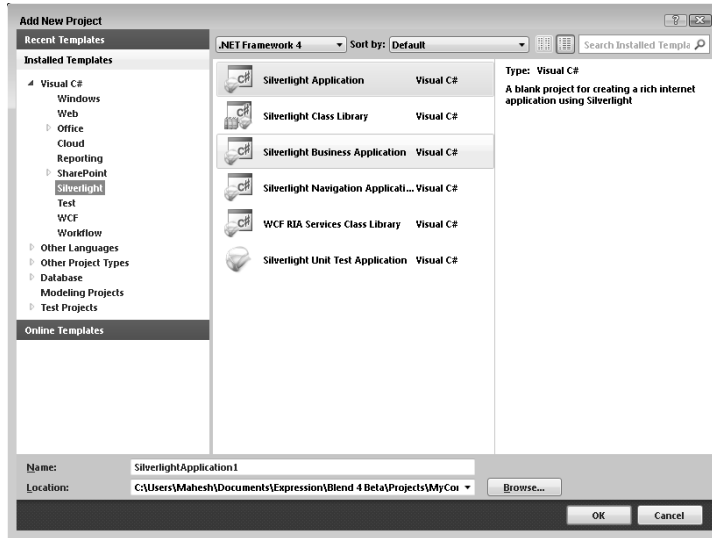 Add New Project
Recent Templates
Installed Templates
Visual C#
Windows
Web
Office
Cloud
Reporting
SharePoint
Silverlight
Test
WCF
Workflow
Other Languages
Other Project Types
Database
Modeling Projects
Test Projects
Online Templates
.NET Framework 4 Sort by: Default
Search Installed Templa
Silverlight Application Visual C#
Silverlight Class Library Visual C#
Silverlight Business Application Visual C#
Silverlight Navigation Applicati... Visual C#
WCF RIA Services Class Library Visual C#
Silverlight Unit Test Application Visual C#
Type: Visual C#
A blank project for creating a rich internet
application using Silverlight
Name: SilverlightApplication1
Location: C:\Users\Mahesh\Documents\Expression\Blend 4 Beta\Projects\MyCo
Browse...
OK Cancel